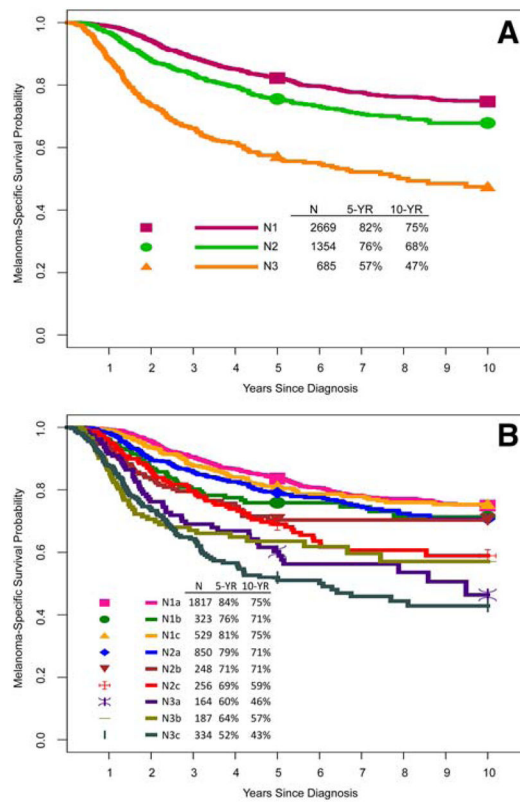 A
Melanoma-Specific Survival Probability
1.0
0.8
0.6
0.4
0.2
0.0
N 5-YR 10-YR
N1 2669 82% 75%
N2 1354 76% 68%
N3 685 57% 47%
1 2 3 4 5 6 7 8 9 10
Years Since Diagnosis
B
Melanoma-Specific Survival Probability
1.0
0.8
0.6
0.4
0.2
0.0
N 5-YR 10-YR
N1a 1817 84% 75%
N1b 323 76% 71%
N1c 529 81% 75%
N2a 850 79% 71%
N2b 248 71% 71%
N2c 256 69% 59%
N3a 164 60% 46%
N3b 187 64% 57%
N3c 334 52% 43%
1 2 3 4 5 6 7 8 9 10
Years Since Diagnosis